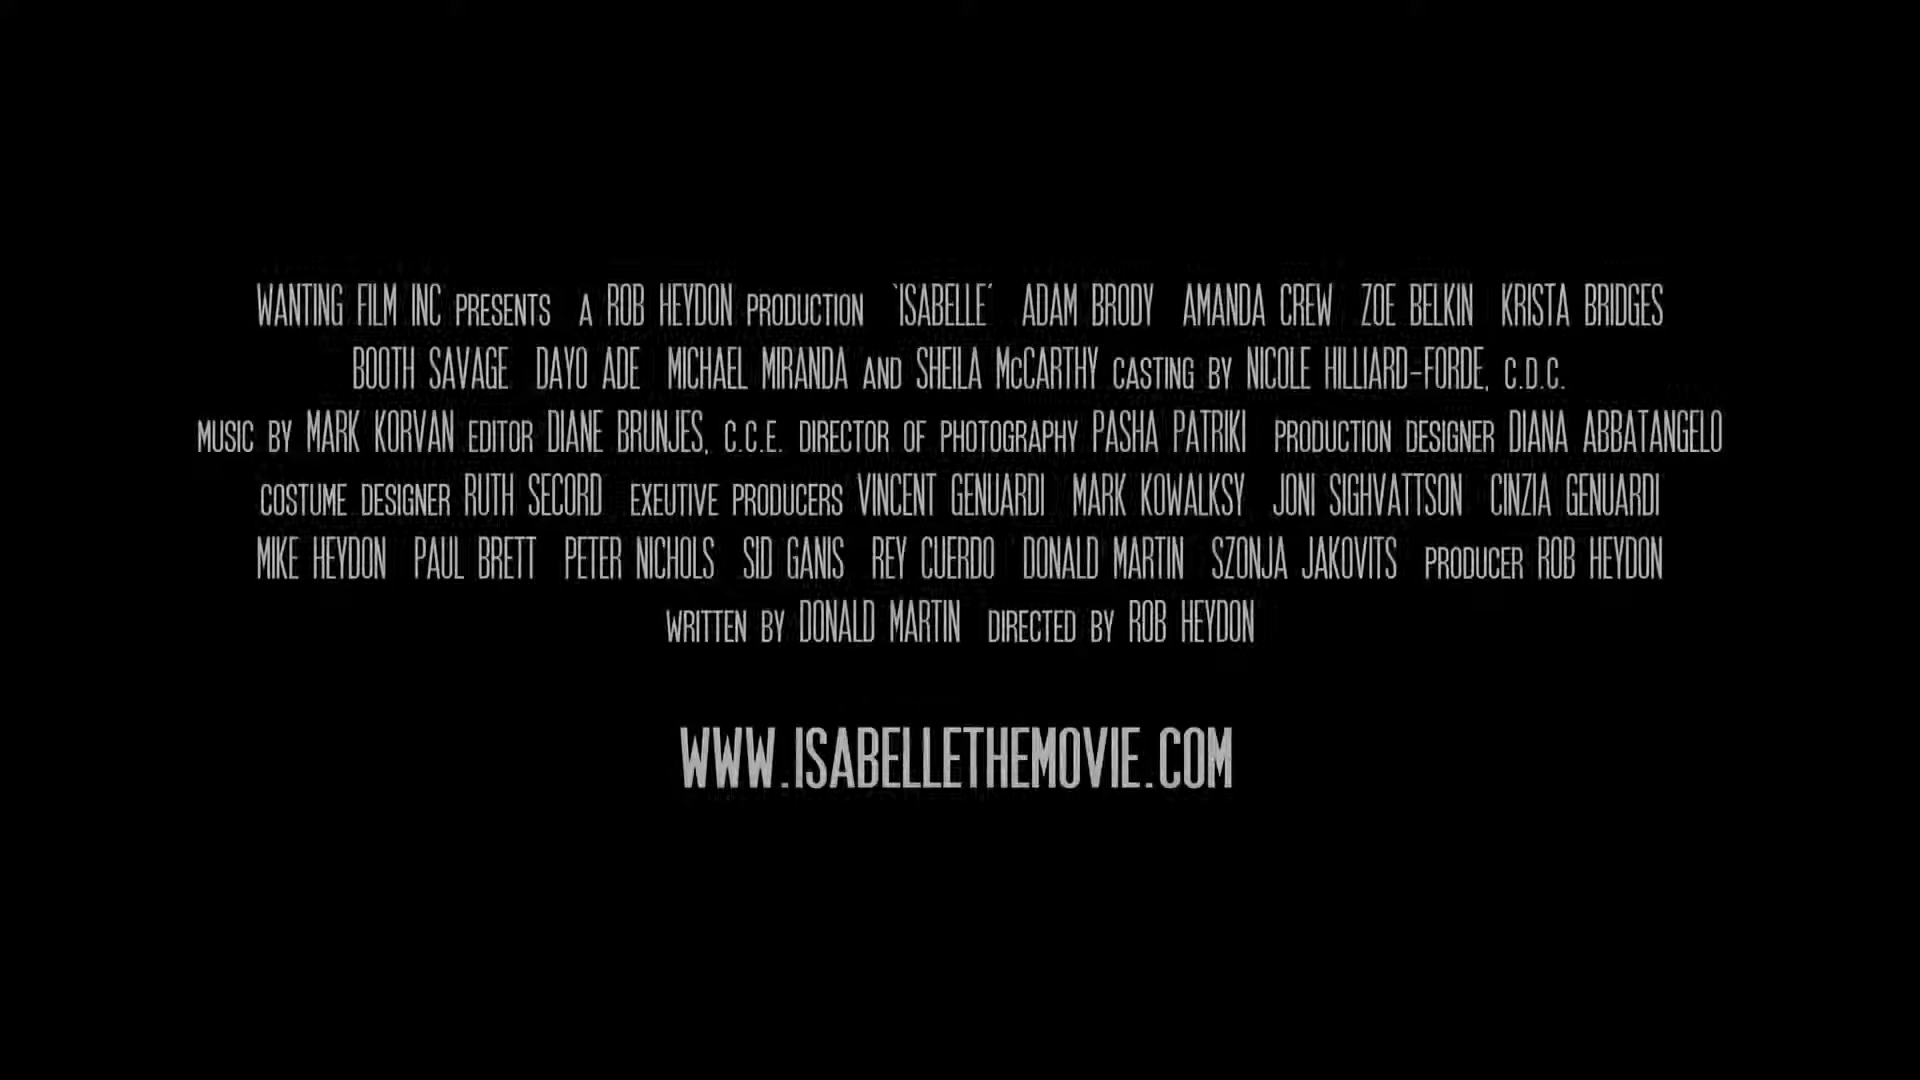 WANTING FILM INC PRESENTS A ROB HEYDON PRODUCTION 'ISABELLE' ADAM BRODY AMANDA CREW ZOE BELKIN KRISTA BRIDGES
BOOTH SAVAGE DAYO ADE MICHAEL MIRANDA AND SHEILA McCARTHY CASTING BY NICOLE HILLIARD-FORDE, C.D.C.
MUSIC BY MARK KORVAN EDITOR DIANE BRUNJES, C.C.E. DIRECTOR OF PHOTOGRAPHY PASHA PATRIKI PRODUCTION DESIGNER DIANA ABBATANGELO
COSTUME DESIGNER RUTH SECORD EXEUTIVE PRODUCERS VINCENT GENUARDI MARK KOWALKSY JONI SIGHVATTSON CINZIA GENUARDI
MIKE HEYDON PAUL BRETT PETER NICHOLS SID GANIS REY CUERDO DONALD MARTIN SZONJA JAKOVITS PRODUCER ROB HEYDON
WRITTEN BY DONALD MARTIN DIRECTED BY ROB HEYDON
WWW.ISABELLETHEMOVIE.COM